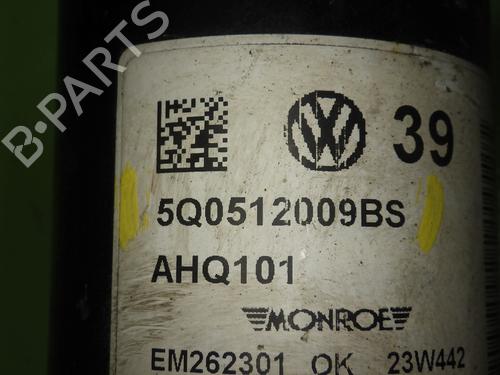 B-PARTS
39
5Q0512009BS
AHQ101
MONROE
EM262301 OK 23W442